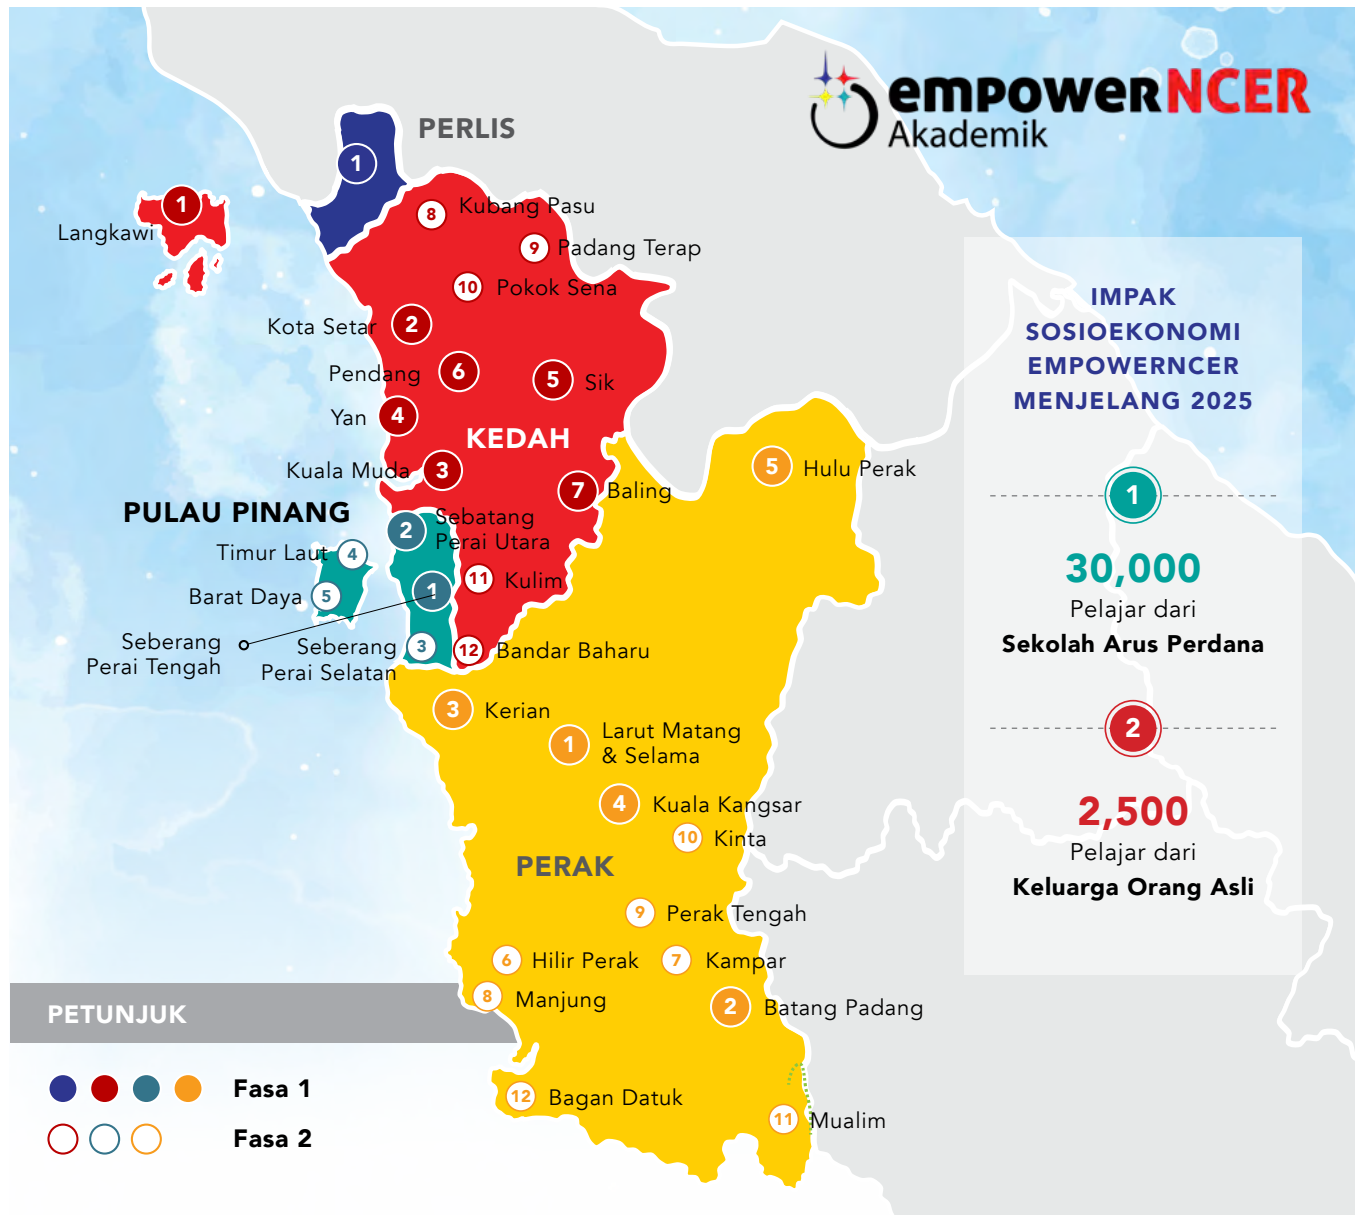 empowerNCER
Akademik
PERLIS
1
1
Langkawi
8 Kubang Pasu
9 Padang Terap
10 Pokok Sena
Kota Setar 2
Pendang 6
5 Sik
Yan 4
KEDAH
Kuala Muda 3
7 Baling
5 Hulu Perak
PULAU PINANG
2 Sebatang
Perai Utara
Timur Laut 4
11 Kulim
Barat Daya 5
1
Seberang
Perai Tengah
Seberang 3
Perai Selatan
12 Bandar Baharu
3 Kerian
1 Larut Matang
& Selama
4 Kuala Kangsar
10 Kinta
PERAK
9 Perak Tengah
6 Hilir Perak
7 Kampar
8 Manjung
2 Batang Padang
12 Bagan Datuk
11 Mualim
IMPAK
SOSIOEKONOMI
EMPOWERNCER
MENJELANG 2025
1
30,000
Pelajar dari
Sekolah Arus Perdana
2
2,500
Pelajar dari
Keluarga Orang Asli
PETUNJUK
Fasa 1
Fasa 2